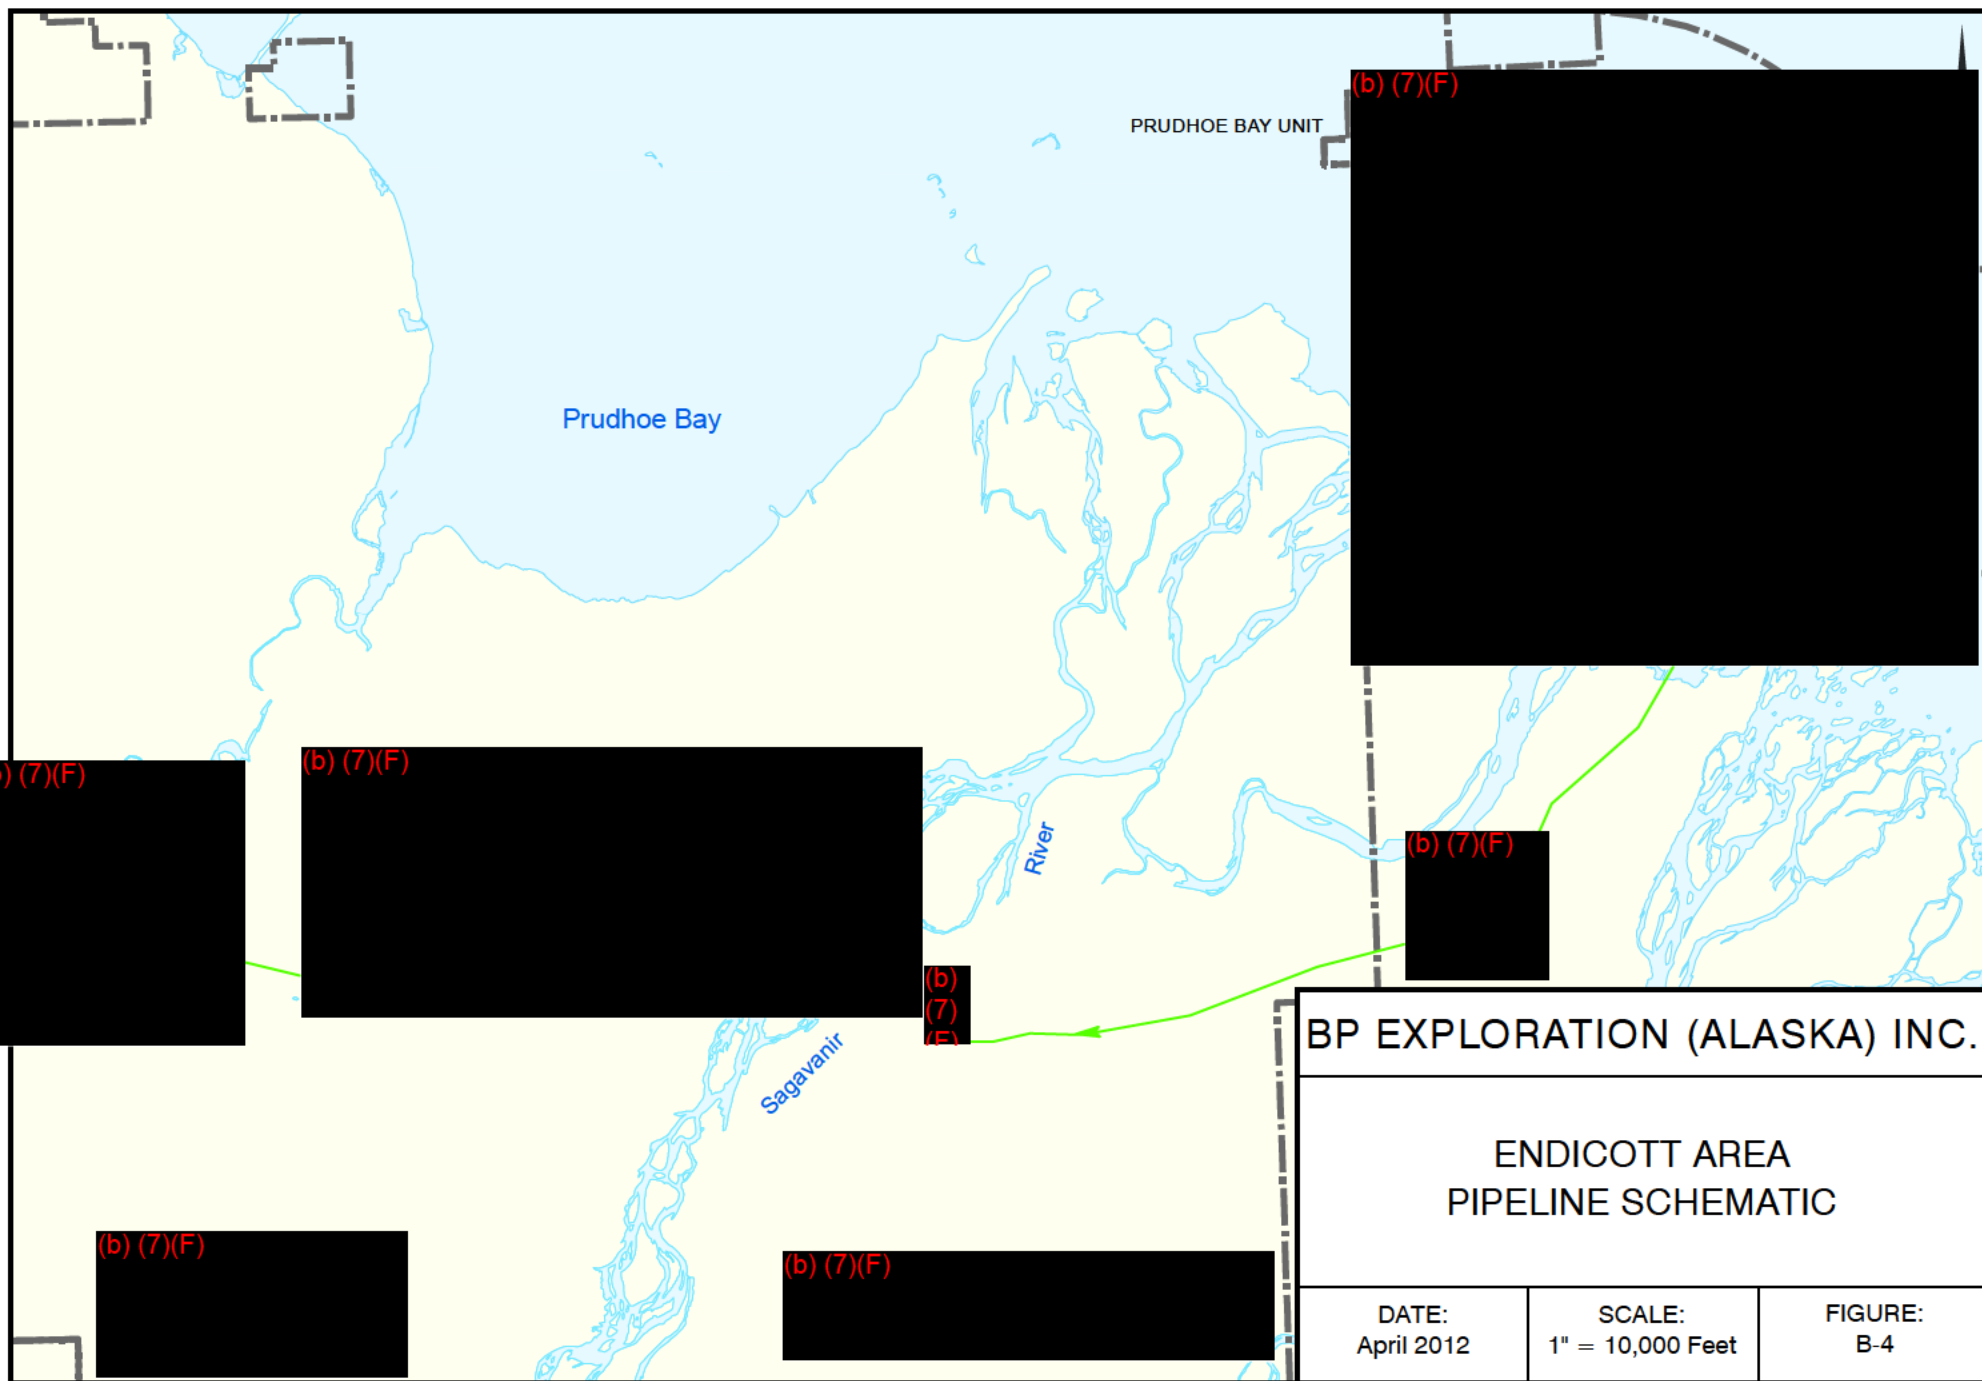 (b) (7)(F)
PRUDHOE BAY UNIT
Prudhoe Bay
(b) (7)(F)
) (7)(F)
(b) (7)(F)
River
(b)
(7)
(F)
Sagavanir
(b) (7)(F)
(b) (7)(F)
BP EXPLORATION (ALASKA) INC.
ENDICOTT AREA
PIPELINE SCHEMATIC
DATE:
April 2012
SCALE:
1" = 10,000 Feet
FIGURE:
B-4